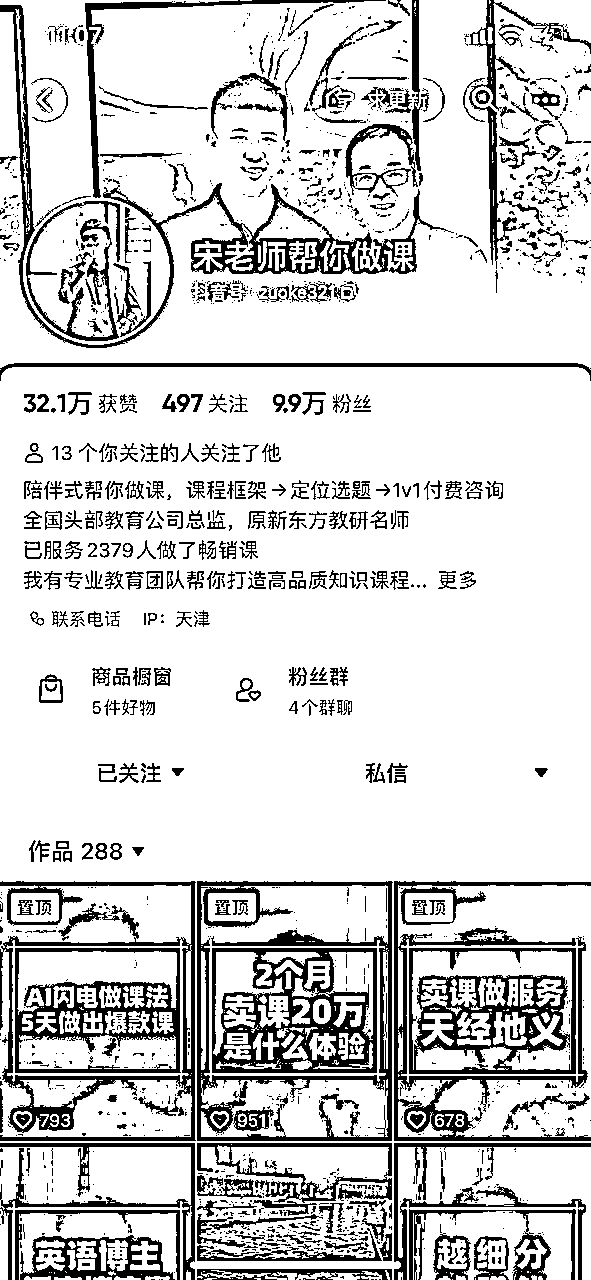 11:07
求更新
宋老师帮你做课
抖音号：zuoke321
32.1万 获赞 497 关注 9.9万 粉丝
13 个你关注的人关注了他
陪伴式帮你做课，课程框架→定位选题→1v1付费咨询
全国头部教育公司总监，原新东方教研名师
已服务2379人做了畅销课
我有专业教育团队帮你打造高品质知识课程... 更多
联系电话 IP：天津
商品橱窗 粉丝群
5件好物 4个群聊
已关注 私信
作品 288
置顶 置顶 置顶
AI闪电做课法
5天做出爆款课
2个月
卖课20万
是什么体验
卖课做服务
天经地义
793 951 678
英语博主
越细分